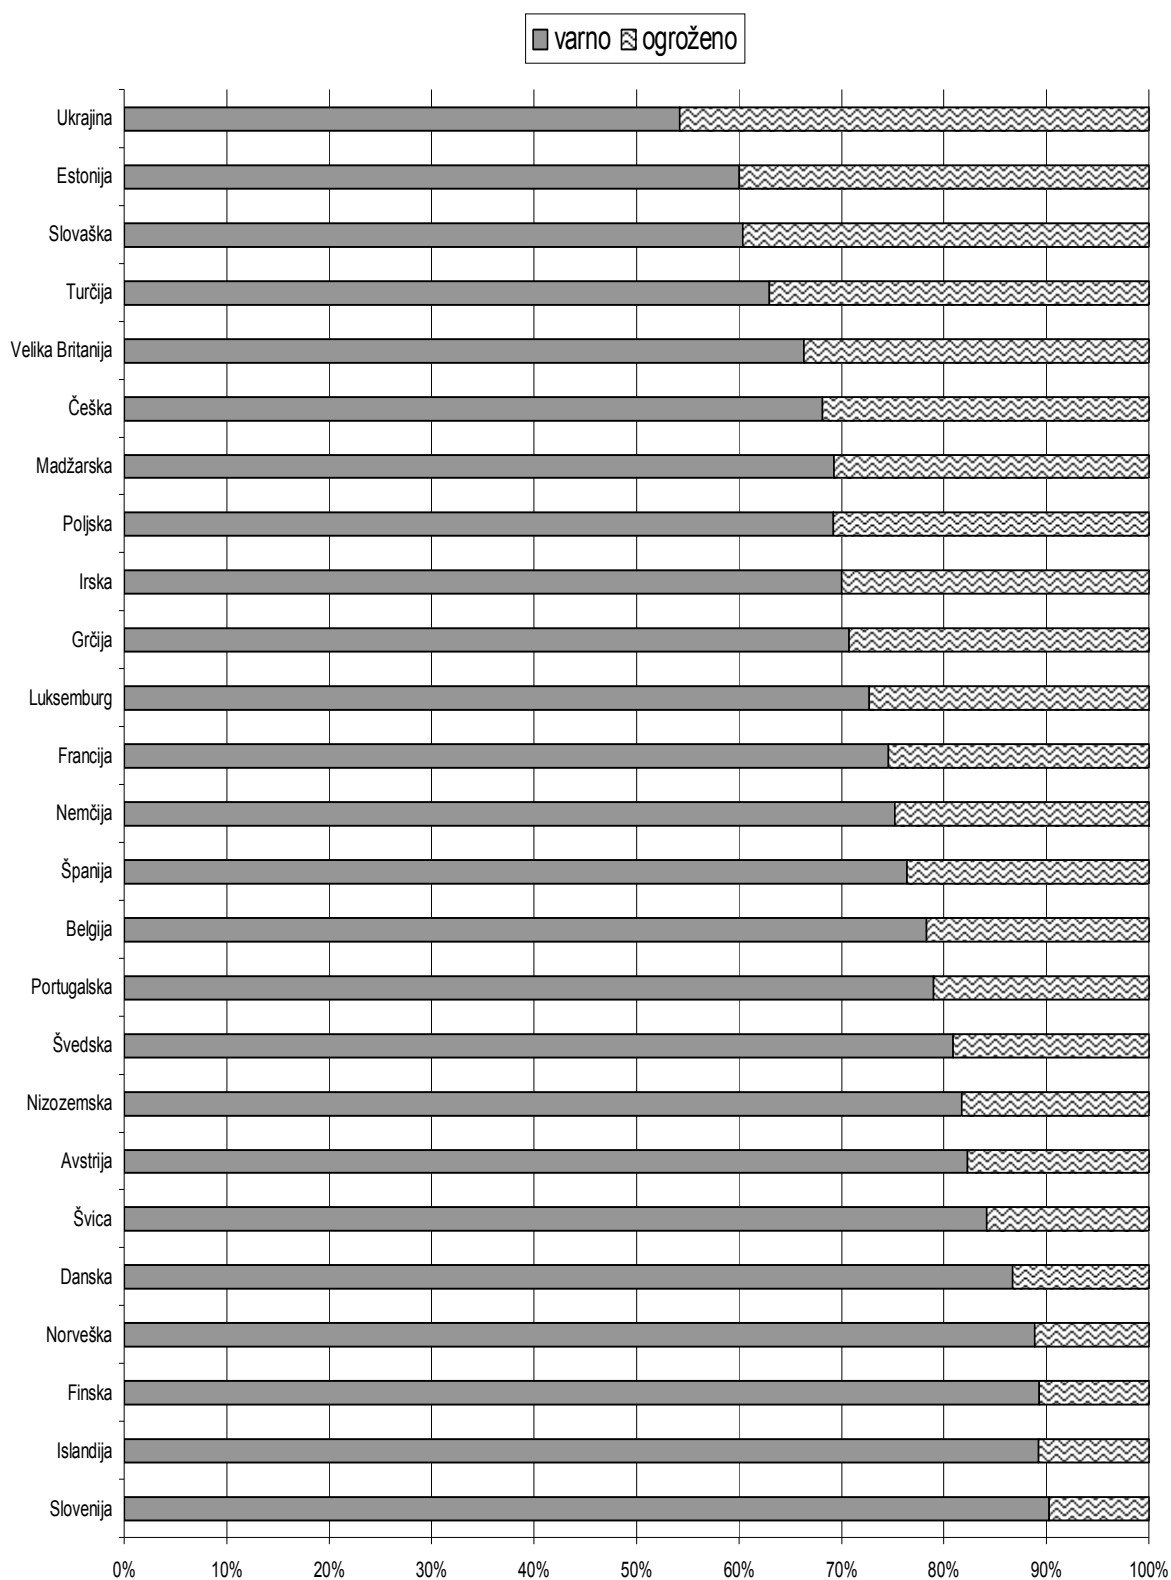 varno ogroženo
Ukrajina
Estonija
Slovaška
Turčija
Velika Britanija
Češka
Madžarska
Poljska
Irska
Grčija
Luksemburg
Francija
Nemčija
Španija
Belgija
Portugalska
Švedska
Nizozemska
Avstrija
Švica
Danska
Norveška
Finska
Islandija
Slovenija
0% 10% 20% 30% 40% 50% 60% 70% 80% 90% 100%